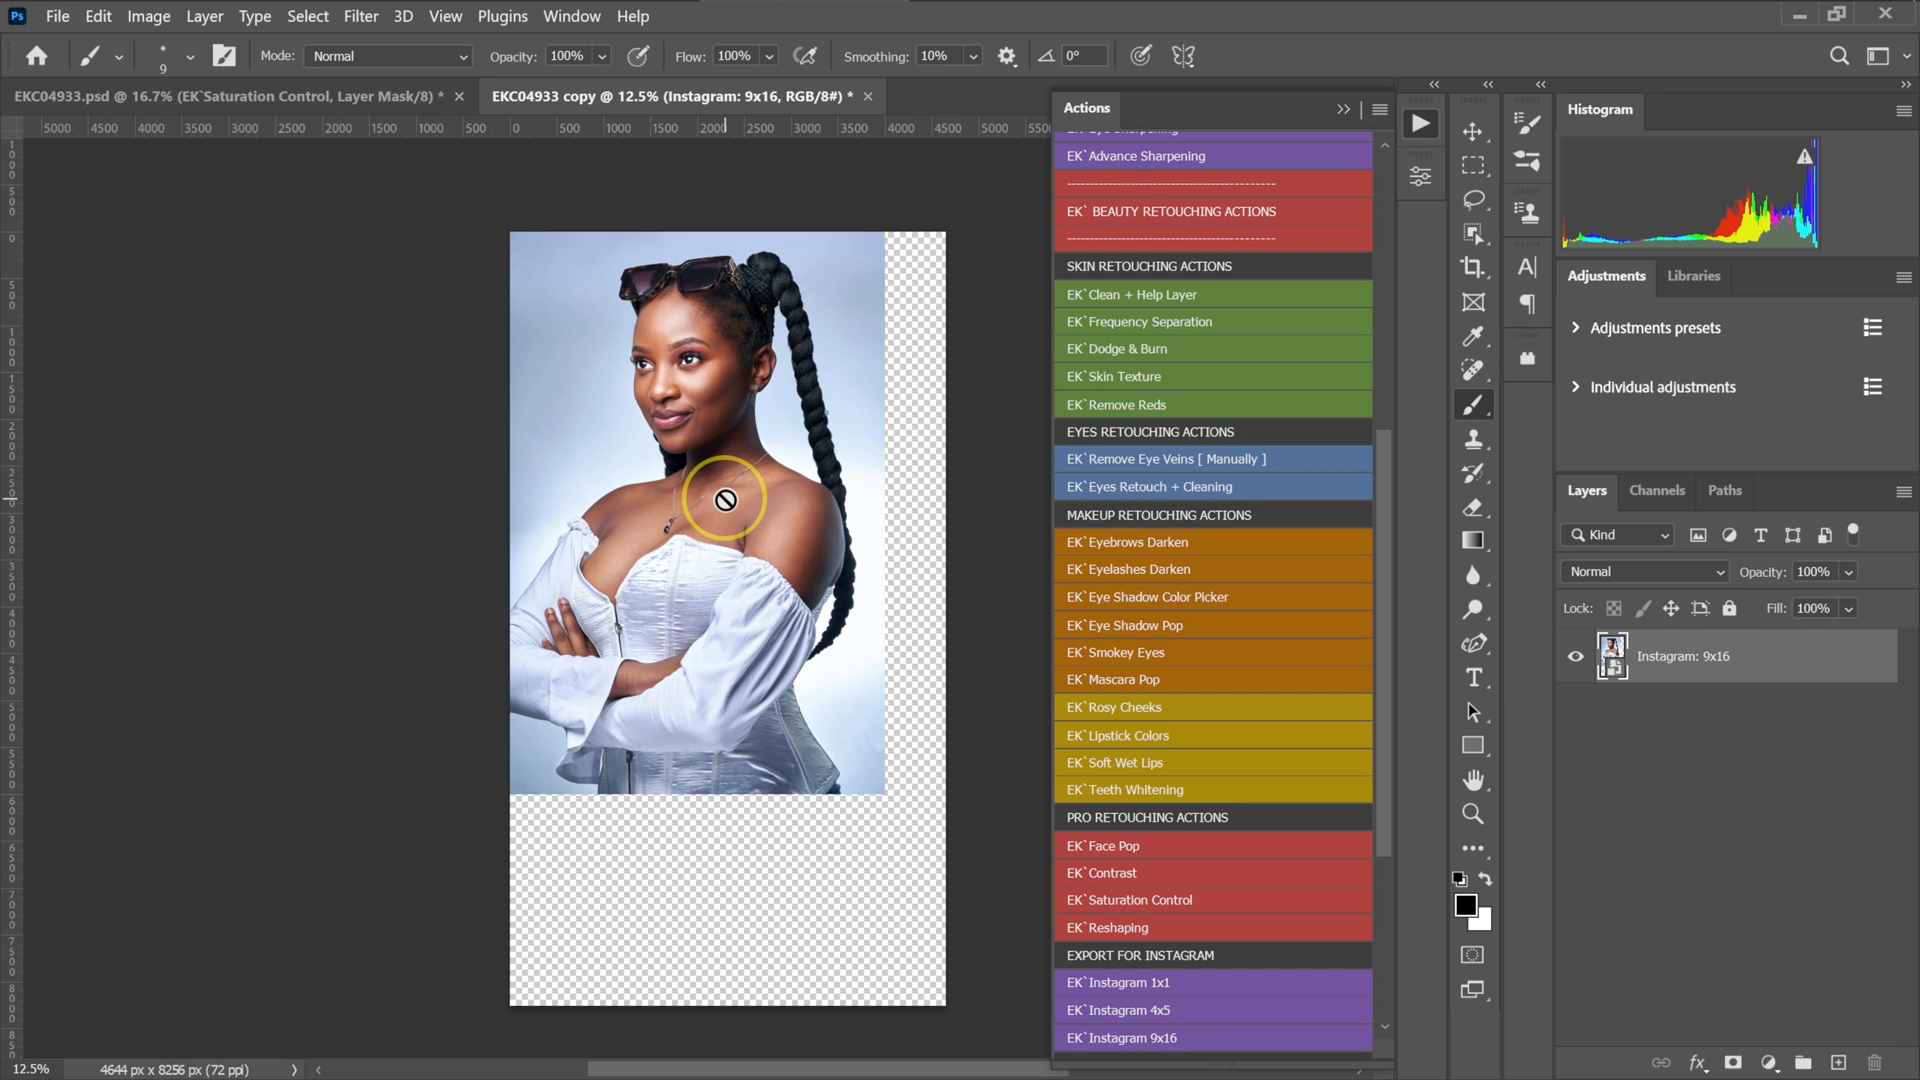 Ps File Edit Image Layer Type Select Filter 3D View Plugins Window Help
9 Mode: Normal Opacity: 100% Flow: 100% Smoothing: 10% 0°
EKC04933.psd @ 16.7% (EK`Saturation Control, Layer Mask/8) * × EKC04933 copy @ 12.5% (Instagram: 9x16, RGB/8#) * ×
5000 4500 4000 3500 3000 2500 2000 1500 1000 500 0 500 1000 1500 2000 2500 3000 3500 4000 4500 5000
Actions
EK`Eye Sharpening
EK`Advance Sharpening
---------------------------------------------
EK` BEAUTY RETOUCHING ACTIONS
---------------------------------------------
SKIN RETOUCHING ACTIONS
EK`Clean + Help Layer
EK`Frequency Separation
EK`Dodge & Burn
EK`Skin Texture
EK`Remove Reds
EYES RETOUCHING ACTIONS
EK`Remove Eye Veins [ Manually ]
EK`Eyes Retouch + Cleaning
MAKEUP RETOUCHING ACTIONS
EK`Eyebrows Darken
EK`Eyelashes Darken
EK`Eye Shadow Color Picker
EK`Eye Shadow Pop
EK`Smokey Eyes
EK`Mascara Pop
EK`Rosy Cheeks
EK`Lipstick Colors
EK`Soft Wet Lips
EK`Teeth Whitening
PRO RETOUCHING ACTIONS
EK`Face Pop
EK`Contrast
EK`Saturation Control
EK`Reshaping
EXPORT FOR INSTAGRAM
EK`Instagram 1x1
EK`Instagram 4x5
EK`Instagram 9x16
Histogram
Adjustments Libraries
Adjustments presets
Individual adjustments
Layers Channels Paths
Kind
Normal Opacity: 100%
Lock: Fill: 100%
Instagram: 9x16
12.5% 4644 px x 8256 px (72 ppi)